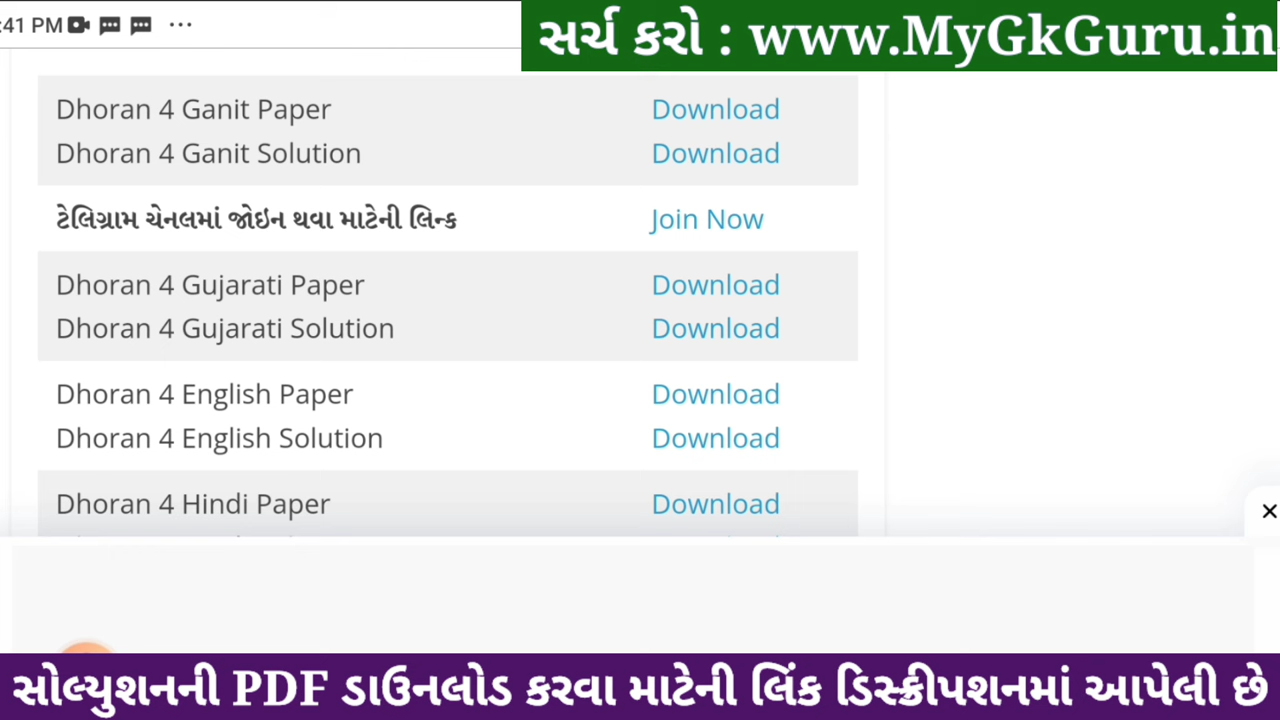 :41 PM
સર્ચ કરો : www.MyGkGuru.in
Dhoran 4 Ganit Paper Download
Dhoran 4 Ganit Solution Download
ટેલિગ્રામ ચેનલમાં જોઇન થવા માટેની લિન્ક Join Now
Dhoran 4 Gujarati Paper Download
Dhoran 4 Gujarati Solution Download
Dhoran 4 English Paper Download
Dhoran 4 English Solution Download
Dhoran 4 Hindi Paper Download
સોલ્યુશનની PDF ડાઉનલોડ કરવા માટેની લિંક ડિસ્ક્રીપશનમાં આપેલી છે